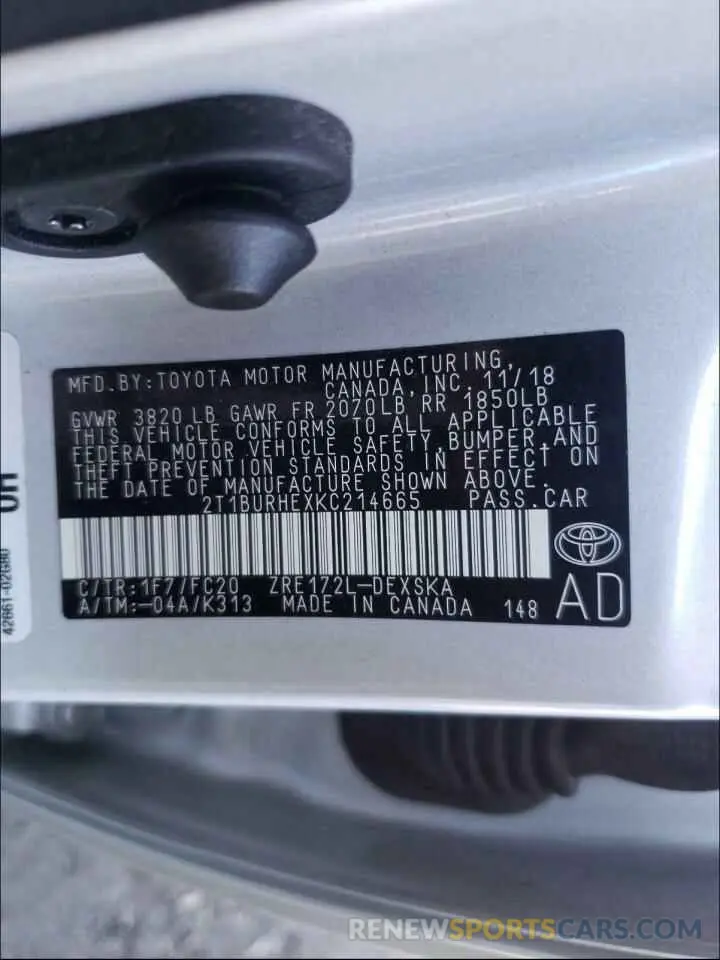 MFD.BY:TOYOTA MOTOR MANUFACTURING,
CANADA,INC. 11/18
GVWR 3820 LB GAWR FR 2070LB RR 1850LB
THIS VEHICLE CONFORMS TO ALL APPLICABLE
FEDERAL MOTOR VEHICLE SAFETY,BUMPER,AND
THEFT PREVENTION STANDARDS IN EFFECT ON
THE DATE OF MANUFACTURE SHOWN ABOVE.
2T1BURHEXKC214665 PASS.CAR
C/TR:1F7/FC20 ZRE172L-DEXSKA
A/TM:-04A/K313 MADE IN CANADA 148
AD
42661-02G80
RENEWSPORTSCARS.COM